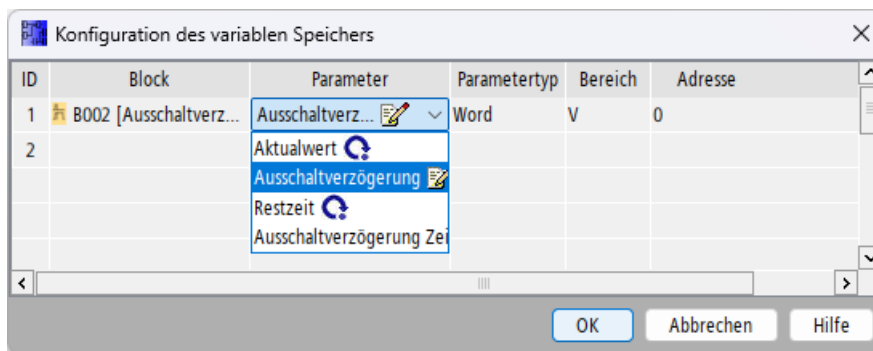 Konfiguration des variablen Speichers
ID Block Parameter Parametertyp Bereich Adresse
1 B002 [Ausschaltverz... Ausschaltverz... Word V 0
2
Aktualwert
Ausschaltverzögerung
Restzeit
Ausschaltverzögerung Zei
OK Abbrechen Hilfe